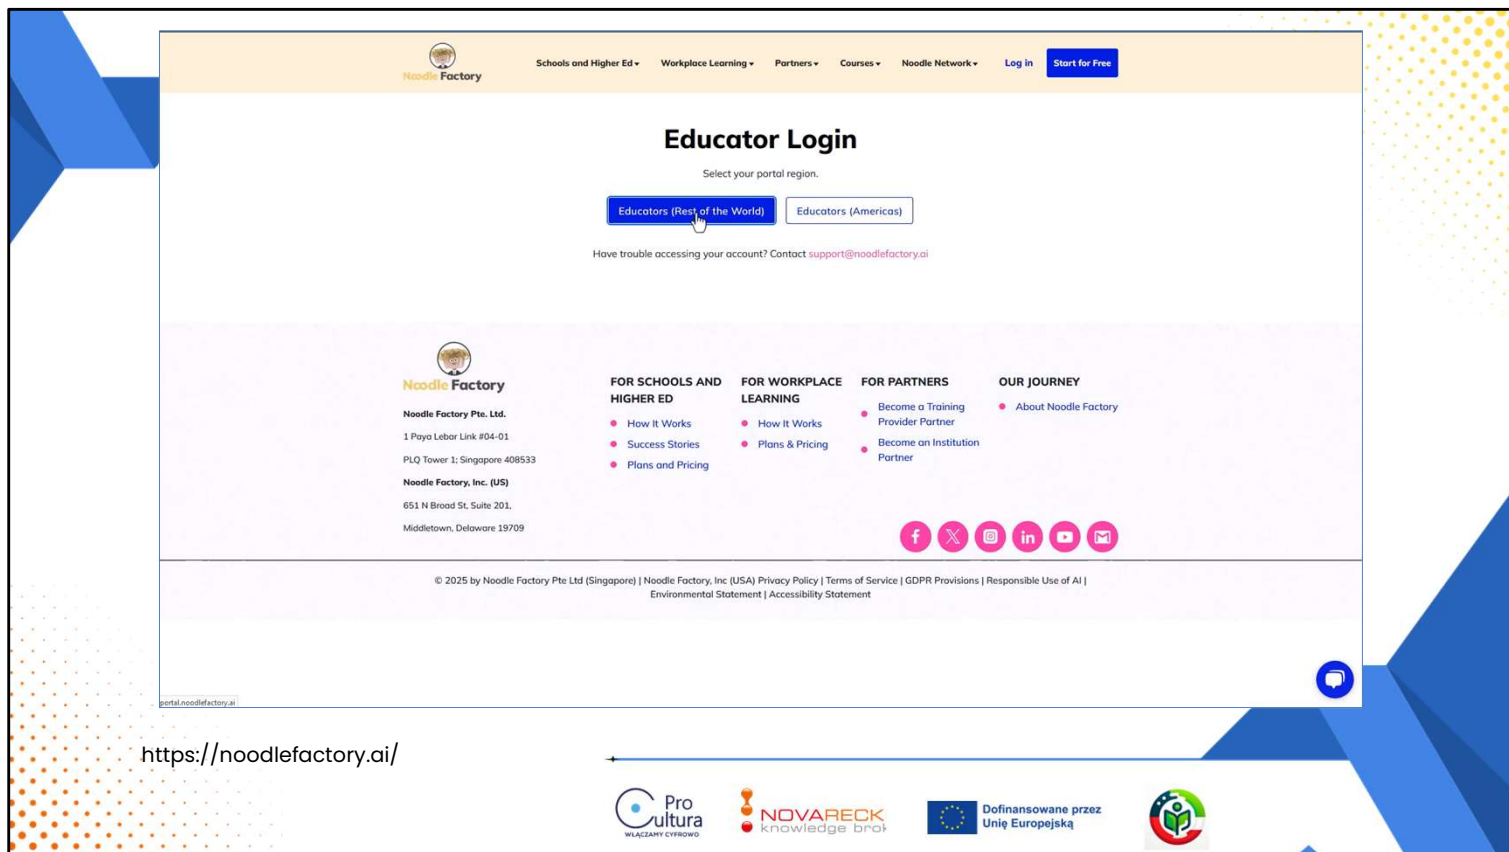 Noodle Factory
Schools and Higher Ed
Workplace Learning
Partners
Courses
Noodle Network
Log in
Start for Free
Educator Login
Select your portal region.
Educators (Rest of the World)
Educators (Americas)
Have trouble accessing your account? Contact support@noodlefactory.ai
Noodle Factory
Noodle Factory Pte. Ltd.
1 Paya Lebar Link #04-01
PLQ Tower 1; Singapore 408533
Noodle Factory, Inc. (US)
651 N Broad St, Suite 201,
Middletown, Delaware 19709
FOR SCHOOLS AND
HIGHER ED
How It Works
Success Stories
Plans and Pricing
FOR WORKPLACE
LEARNING
How It Works
Plans & Pricing
FOR PARTNERS
Become a Training
Provider Partner
Become an Institution
Partner
OUR JOURNEY
About Noodle Factory
© 2025 by Noodle Factory Pte Ltd (Singapore) | Noodle Factory, Inc (USA) Privacy Policy | Terms of Service | GDPR Provisions | Responsible Use of AI |
Environmental Statement | Accessibility Statement
portal.noodlefactory.ai
https://noodlefactory.ai/
Pro
Cultura
WŁĄCZAMY CYFROWO
NOVARECK
knowledge brok
Dofinansowane przez
Unię Europejską